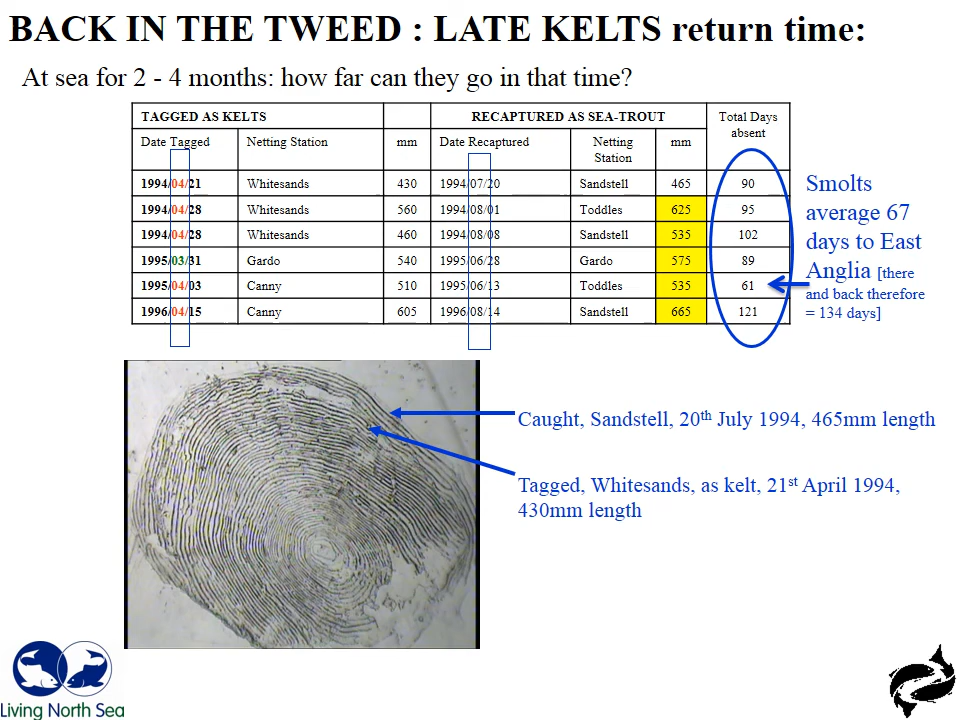 BACK IN THE TWEED : LATE KELTS return time:
At sea for 2 - 4 months: how far can they go in that time?
TAGGED AS KELTS RECAPTURED AS SEA-TROUT Total Days absent
Date Tagged Netting Station mm Date Recaptured Netting Station mm
1994/04/21 Whitesands 430 1994/07/20 Sandstell 465 90
1994/04/28 Whitesands 560 1994/08/01 Toddles 625 95
1994/04/28 Whitesands 460 1994/08/08 Sandstell 535 102
1995/03/31 Gardo 540 1995/06/28 Gardo 575 89
1995/04/03 Canny 510 1995/06/13 Toddles 535 61
1996/04/15 Canny 605 1996/08/14 Sandstell 665 121
Smolts
average 67
days to East
Anglia [there
and back therefore
= 134 days]
Caught, Sandstell, 20th July 1994, 465mm length
Tagged, Whitesands, as kelt, 21st April 1994,
430mm length
Living North Sea